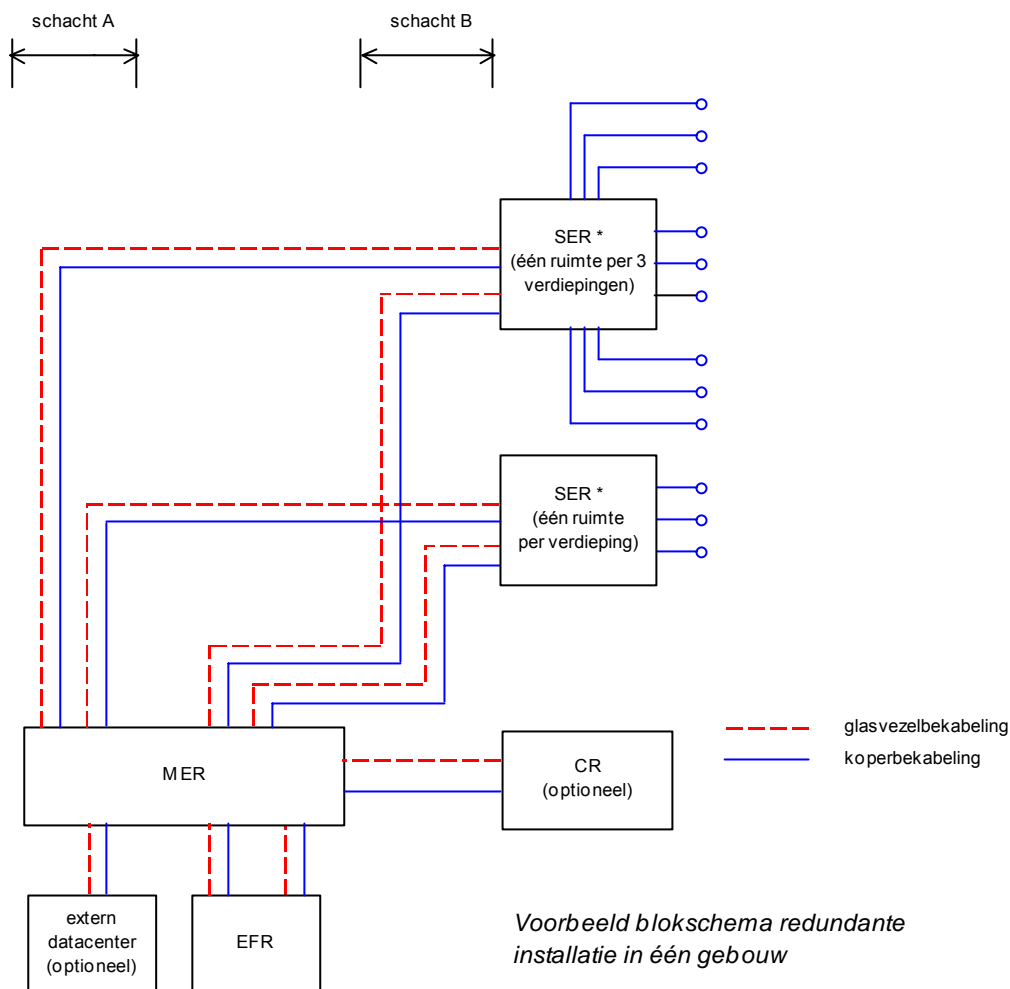 schacht A
schacht B
SER *
(één ruimte per 3
verdiepingen)
SER *
(één ruimte
per verdieping)
glasvezelbekabeling
koperbekabeling
MER
CR
(optioneel)
extern
datacenter
(optioneel)
EFR
Voorbeeld blokschema redundante
installatie in één gebouw